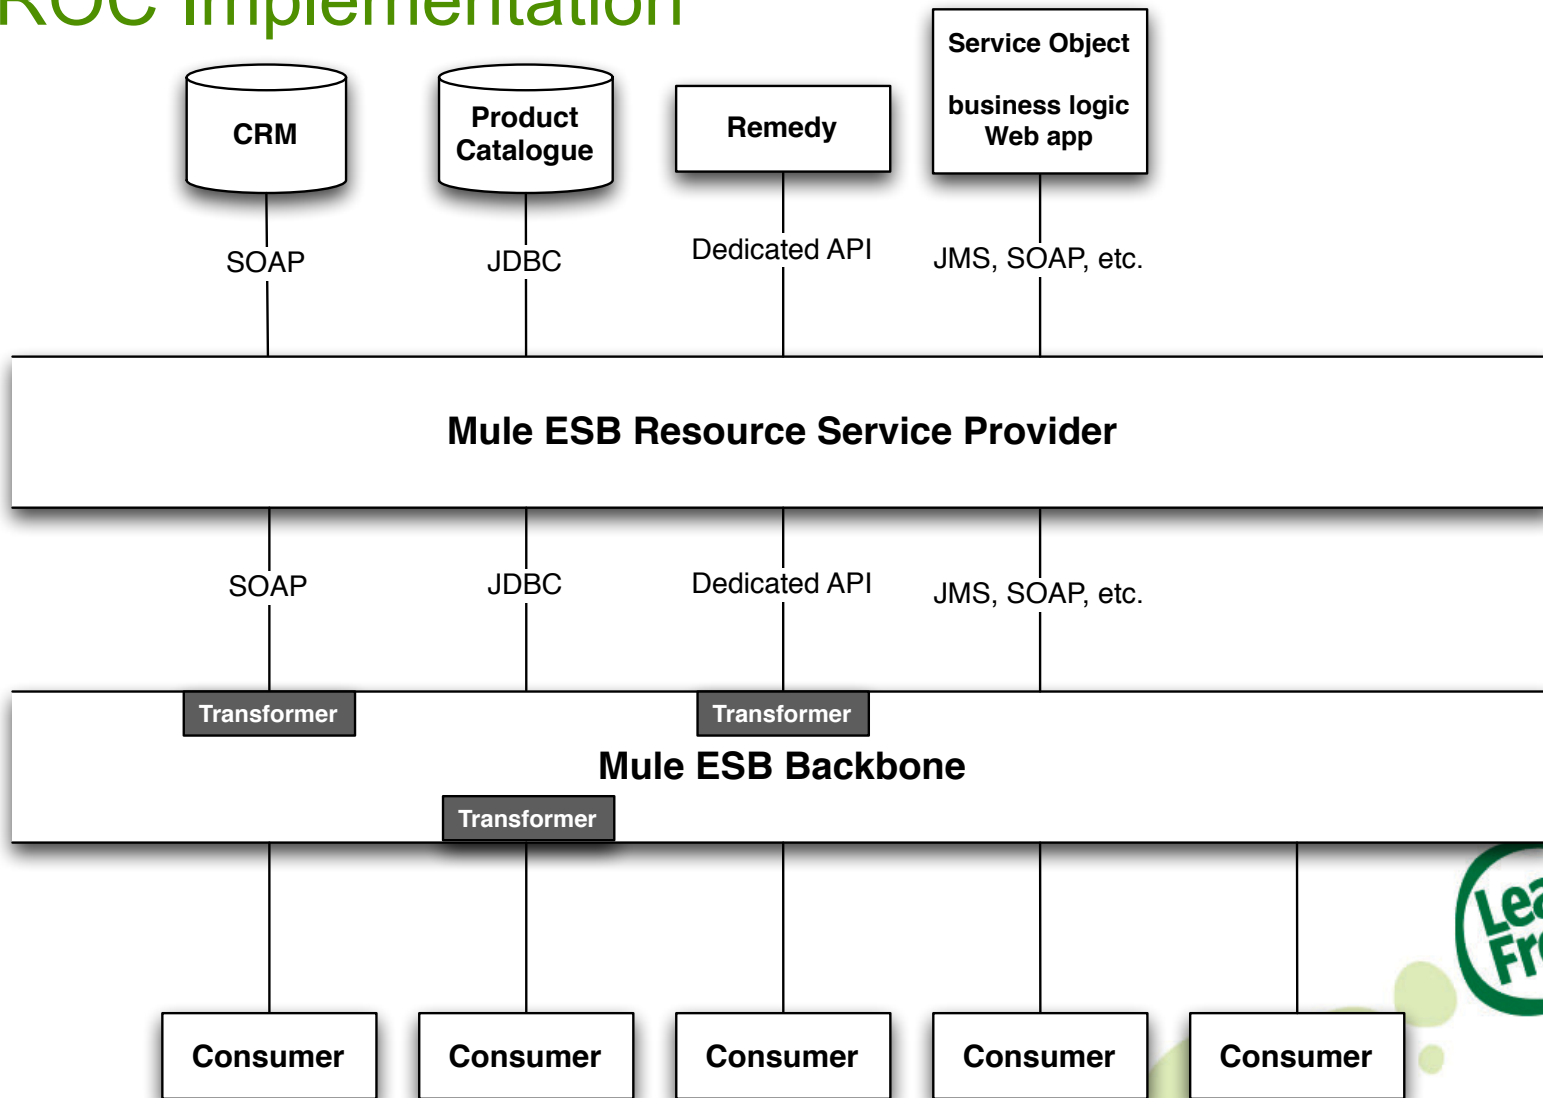 ROC Implementation
Service Object
business logic
Web app
CRM
Product
Catalogue
Remedy
SOAP
JDBC
Dedicated API
JMS, SOAP, etc.
Mule ESB Resource Service Provider
SOAP
JDBC
Dedicated API
JMS, SOAP, etc.
Transformer
Transformer
Mule ESB Backbone
Transformer
Consumer
Consumer
Consumer
Consumer
Consumer